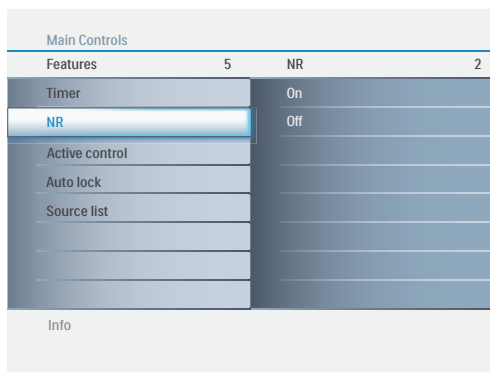 Main Controls
Features 5 NR 2
Timer On
NR Off
Active control
Auto lock
Source list
Info